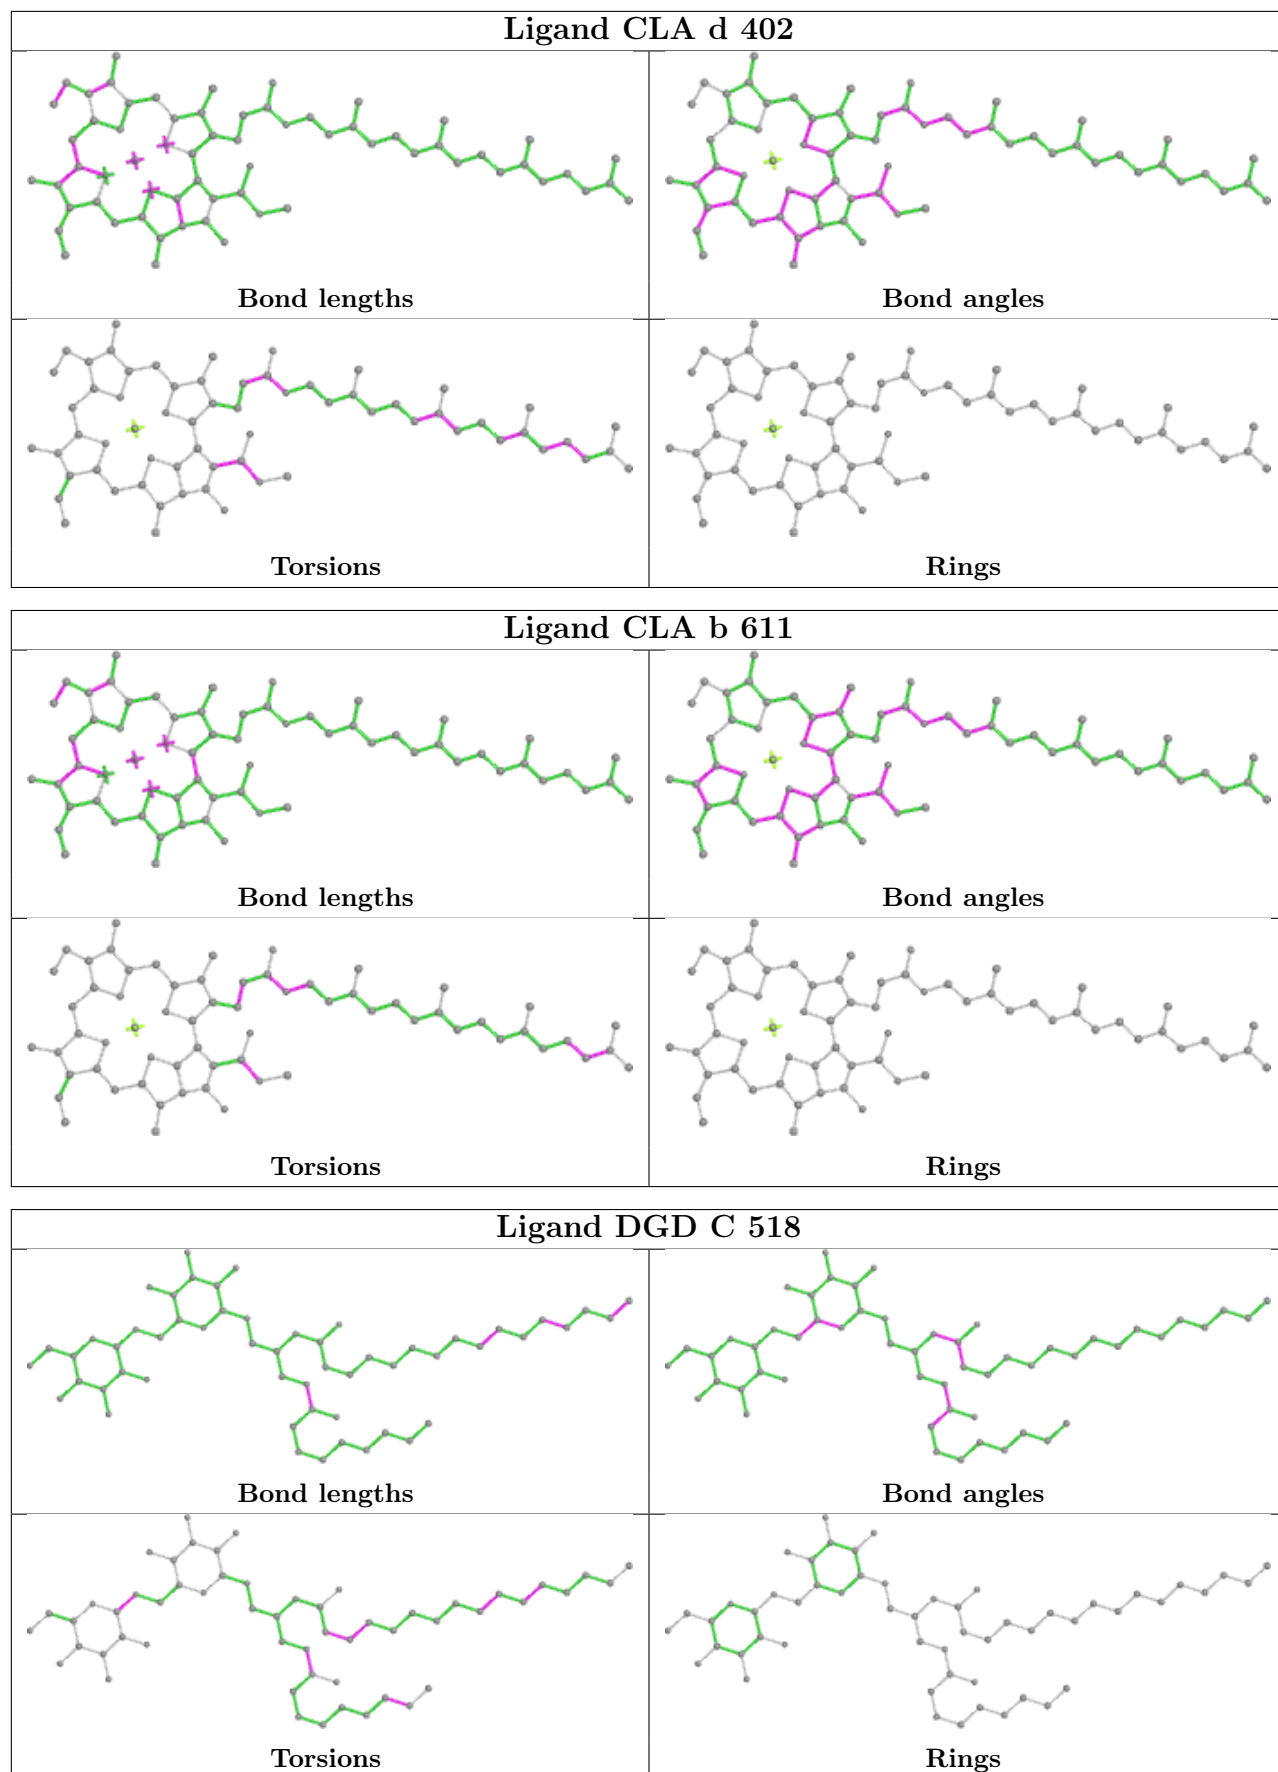 Ligand CLA d 402
Bond lengths
Bond angles
Torsions
Rings
Ligand CLA b 611
Bond lengths
Bond angles
Torsions
Rings
Ligand DGD C 518
Bond lengths
Bond angles
Torsions
Rings